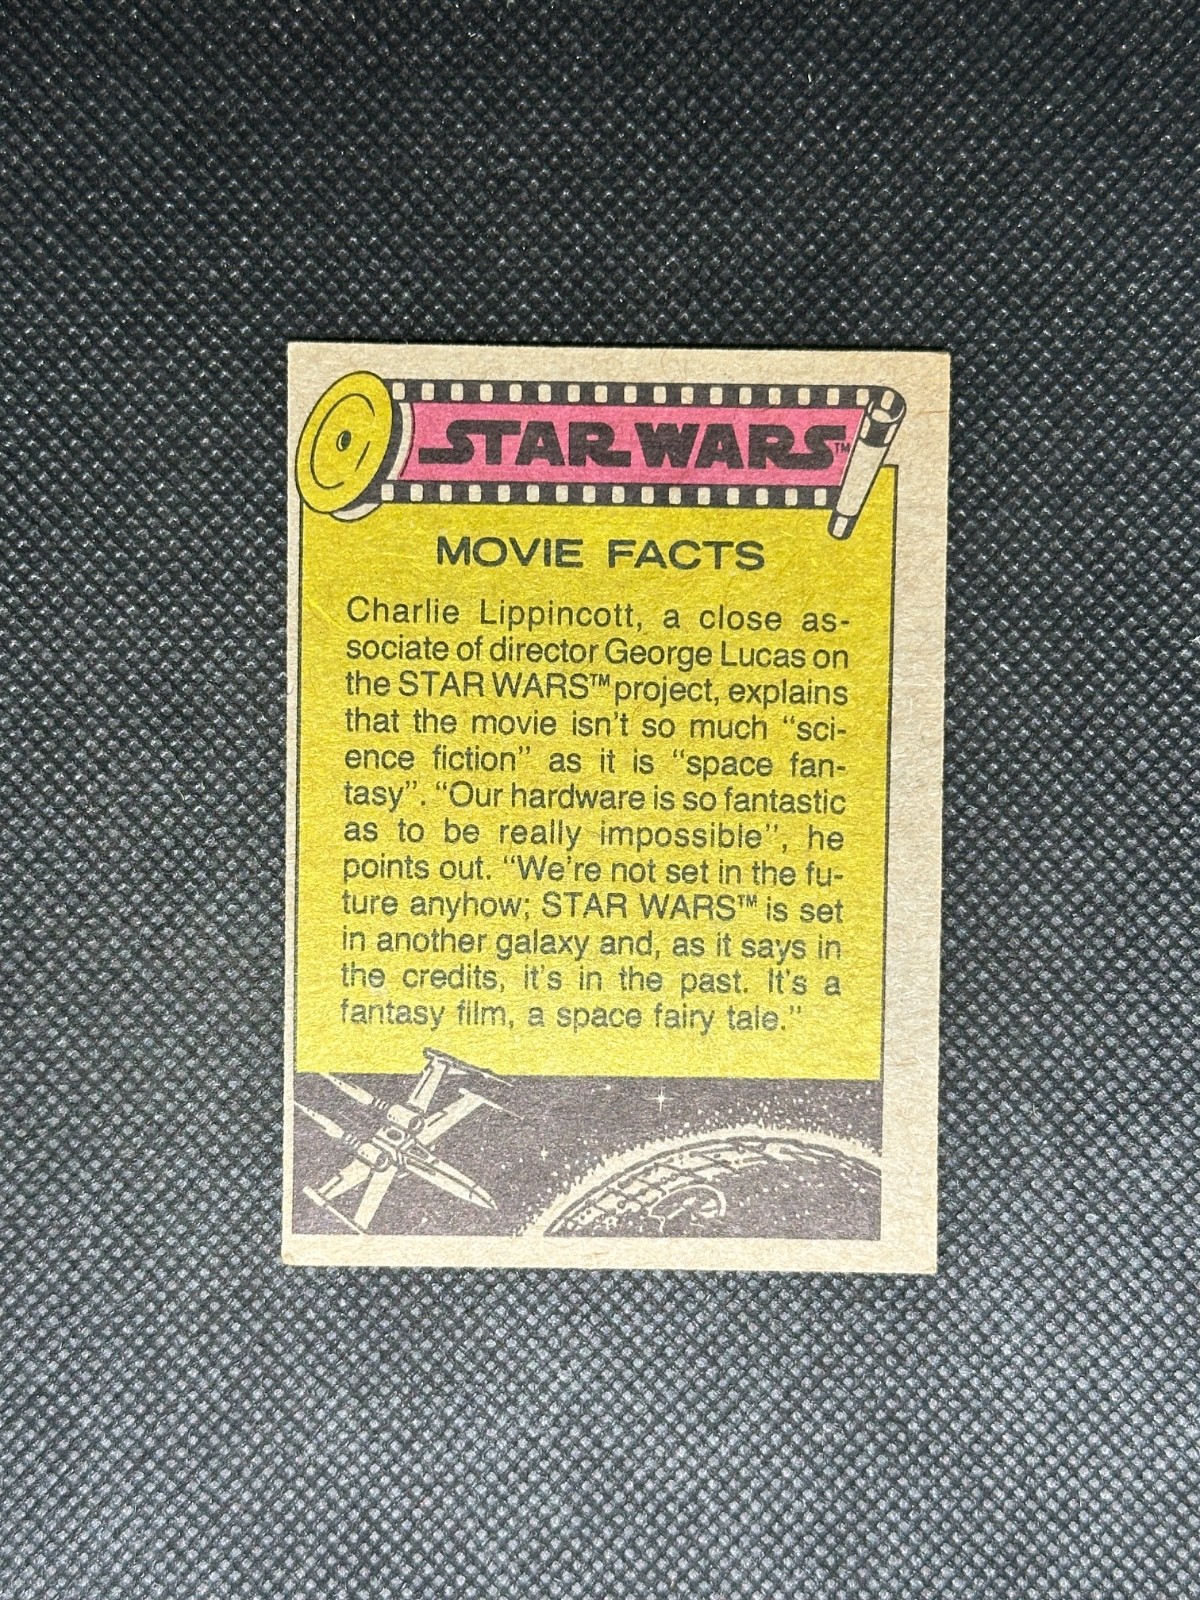 STAR WARS™
MOVIE FACTS
Charlie Lippincott, a close as-
sociate of director George Lucas on
the STAR WARS™ project, explains
that the movie isn't so much "sci-
ence fiction" as it is "space fan-
tasy". "Our hardware is so fantastic
as to be really impossible", he
points out. "We're not set in the fu-
ture anyhow; STAR WARS™ is set
in another galaxy and, as it says in
the credits, it's in the past. It's a
fantasy film, a space fairy tale."